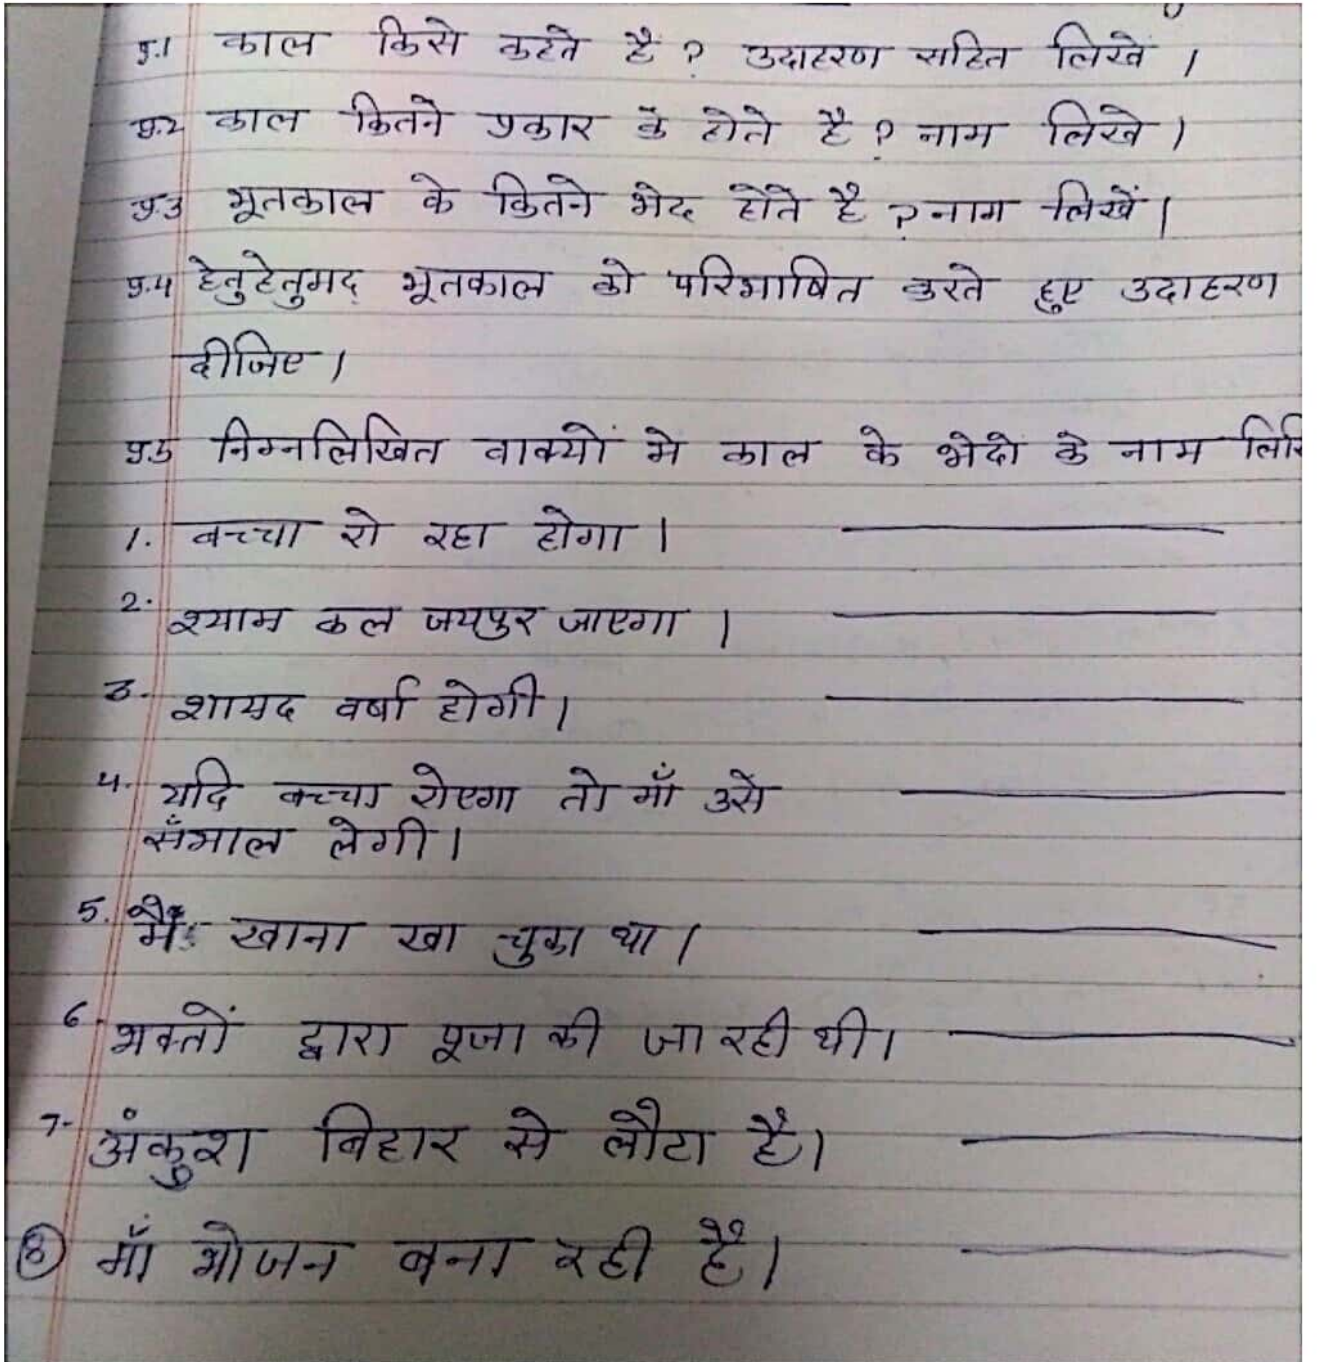 प्र.1 काल किसे कहते है ? उदाहरण सहित लिखें ।
प्र.2 काल कितने प्रकार के होते है ? नाम लिखे ।
प्र.3 भूतकाल के कितने भेद होते है ? नाम लिखें ।
प्र.4 हेतुहेतुमद् भूतकाल को परिभाषित करते हुए उदाहरण
दीजिए ।
प्र.5 निम्नलिखित वाक्यों मे काल के भेदो के नाम
1. बच्चा रो रहा होगा ।
2. श्याम कल जयपुर जाएगा ।
3. शायद वर्षा होगी ।
4. यदि बच्चा रोएगा तो माँ उसे
सँभाल लेगी ।
5. मैं खाना खा चुका था ।
6. भक्तों द्वारा पूजा की जा रही थी ।
7- अंकुश बिहार से लौटा है ।
8 माँ भोजन बना रही है ।